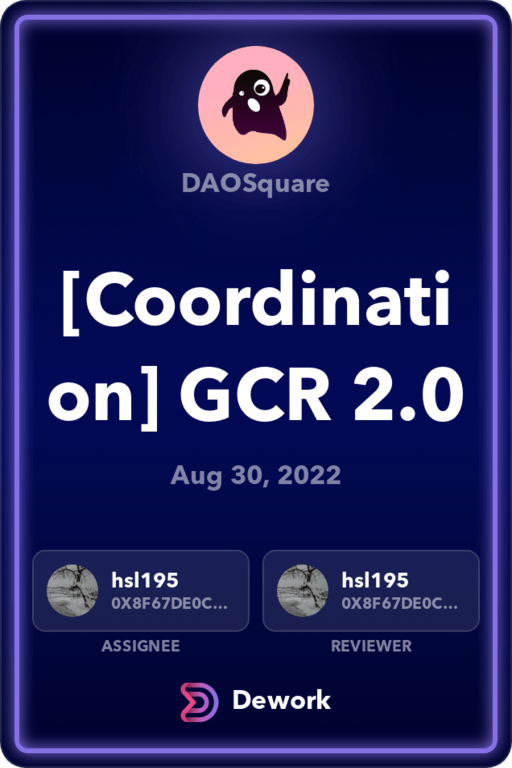 DAOSquare
[Coordinati
on] GCR 2.0
Aug 30, 2022
hsl195
0X8F67DE0C...
ASSIGNEE
hsl195
0X8F67DE0C...
REVIEWER
Dework